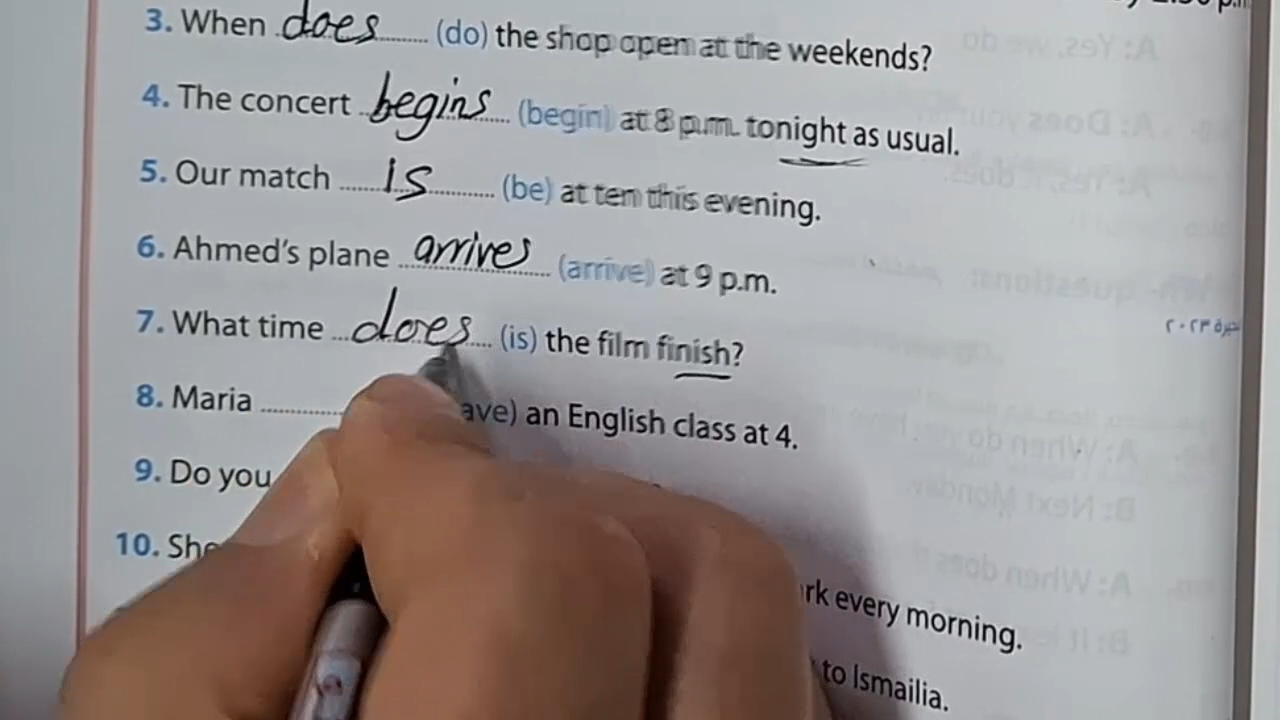 3. When does (do) the shop open at the weekends?
4. The concert begins (begin) at 8 p.m. tonight as usual.
5. Our match is (be) at ten this evening.
6. Ahmed's plane arrives (arrive) at 9 p.m.
7. What time does (is) the film finish?
8. Maria ave) an English class at 4.
9. Do you
10. She
rk every morning.
to Ismailia.